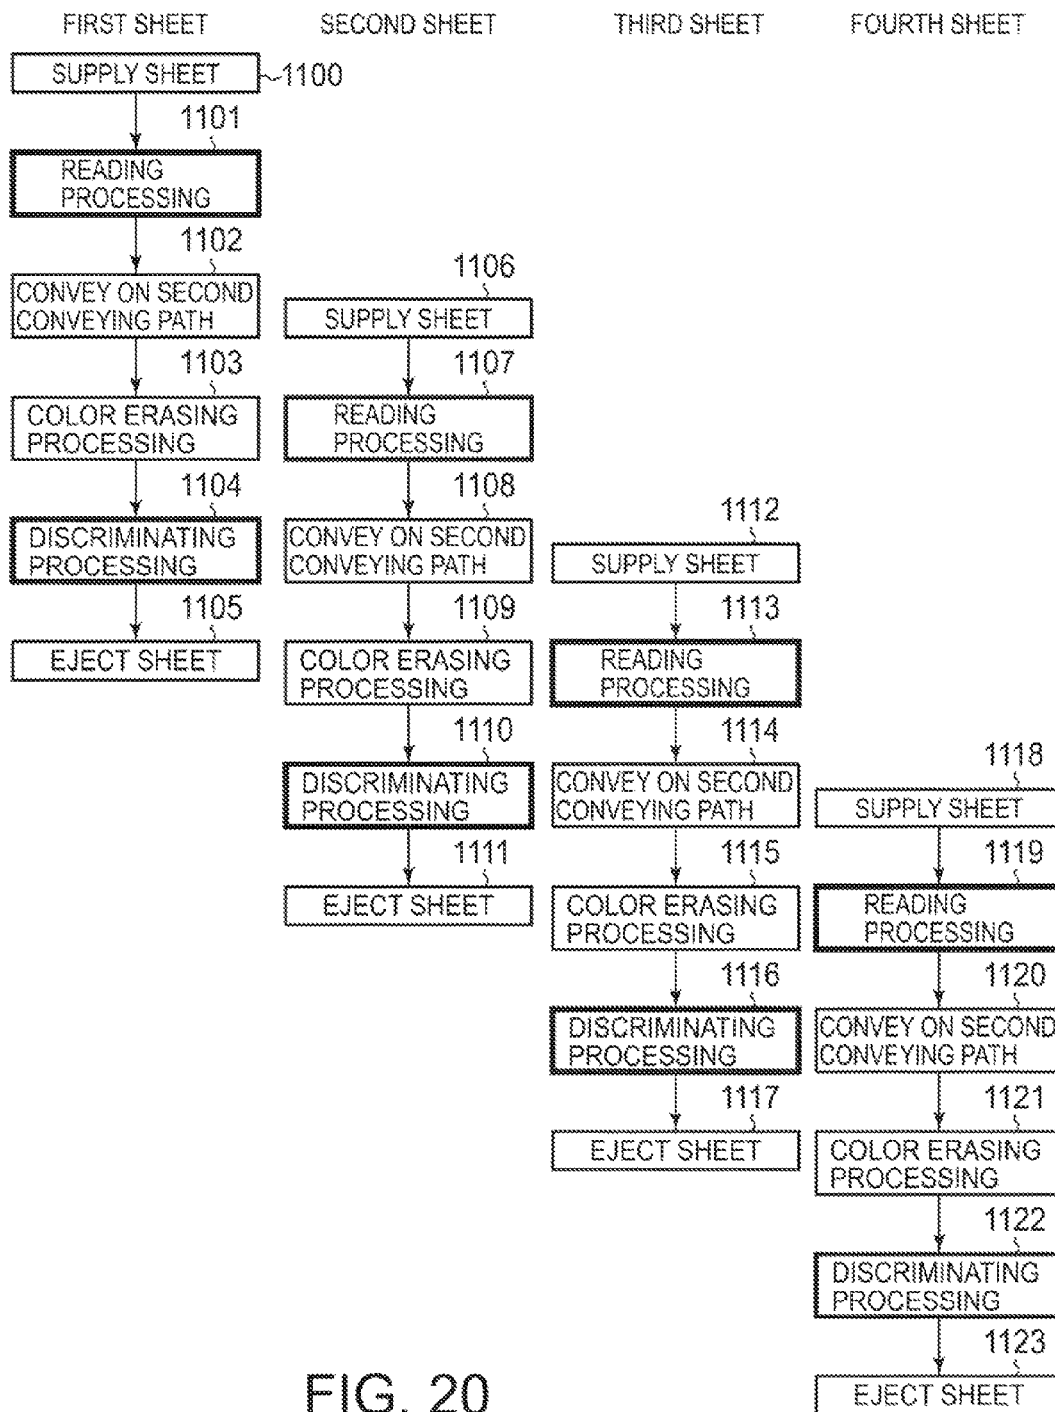 FIRST SHEET
SUPPLY SHEET
1100
1101
READING
PROCESSING
1102
CONVEY ON SECOND
CONVEYING PATH
1103
COLOR ERASING
PROCESSING
1104
DISCRIMINATING
PROCESSING
1105
EJECT SHEET
SECOND SHEET
1106
SUPPLY SHEET
1107
READING
PROCESSING
1108
CONVEY ON SECOND
CONVEYING PATH
1109
COLOR ERASING
PROCESSING
1110
DISCRIMINATING
PROCESSING
1111
EJECT SHEET
THIRD SHEET
1112
SUPPLY SHEET
1113
READING
PROCESSING
1114
CONVEY ON SECOND
CONVEYING PATH
1115
COLOR ERASING
PROCESSING
1116
DISCRIMINATING
PROCESSING
1117
EJECT SHEET
FOURTH SHEET
1118
SUPPLY SHEET
1119
READING
PROCESSING
1120
CONVEY ON SECOND
CONVEYING PATH
1121
COLOR ERASING
PROCESSING
1122
DISCRIMINATING
PROCESSING
1123
EJECT SHEET
FIG. 20